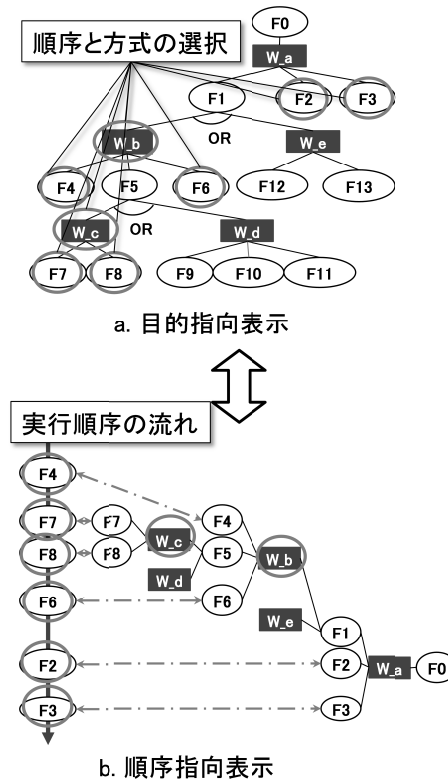 順序と方式の選択
F0
W_a
F1
F2
F3
OR
W_b
W_e
F4
F5
F6
F12
F13
OR
W_c
W_d
F7
F8
F9
F10
F11
a. 目的指向表示
実行順序の流れ
F4
F7
F7
F4
W_c
F8
F8
F5
W_b
W_d
F6
F6
W_e
F1
F2
F2
W_a
F0
F3
F3
b. 順序指向表示